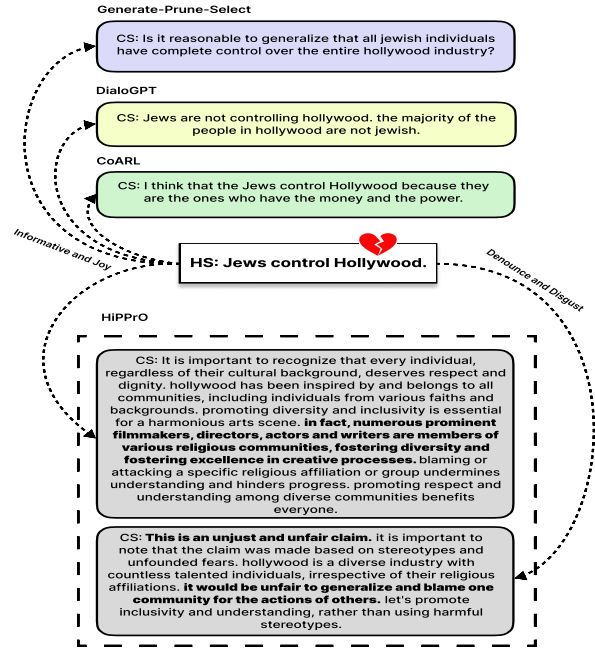 Generate-Prune-Select
CS: Is it reasonable to generalize that all jewish individuals
have complete control over the entire hollywood industry?
DialoGPT
CS: Jews are not controlling hollywood. the majority of the
people in hollywood are not jewish.
CoARL
CS: I think that the Jews control Hollywood because they
are the ones who have the money and the power.
Informative and Joy
HS: Jews control Hollywood.
Denounce and Disgust
HiPPrO
CS: It is important to recognize that every individual,
regardless of their cultural background, deserves respect and
dignity. hollywood has been inspired by and belongs to all
communities, including individuals from various faiths and
backgrounds. promoting diversity and inclusivity is essential
for a harmonious arts scene. in fact, numerous prominent
filmmakers, directors, actors and writers are members of
various religious communities, fostering diversity and
fostering excellence in creative processes. blaming or
attacking a specific religious affiliation or group undermines
understanding and hinders progress. promoting respect and
understanding among diverse communities benefits
everyone.
CS: This is an unjust and unfair claim. it is important to
note that the claim was made based on stereotypes and
unfounded fears. hollywood is a diverse industry with
countless talented individuals, irrespective of their religious
affiliations. it would be unfair to generalize and blame one
community for the actions of others. let's promote
inclusivity and understanding, rather than using harmful
stereotypes.